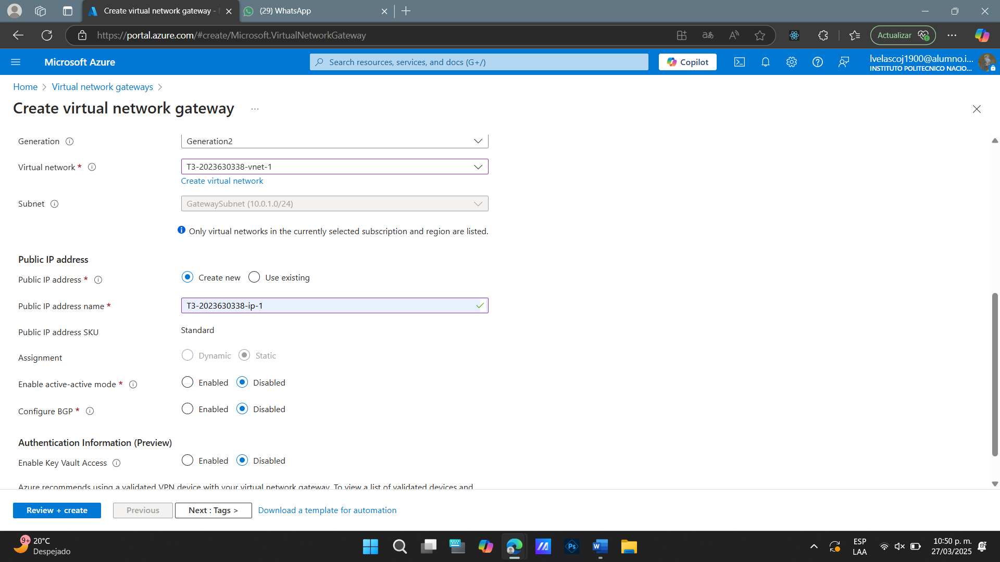 Create virtual network gateway -
(29) WhatsApp
https://portal.azure.com/#create/Microsoft.VirtualNetworkGateway
Actualizar
Microsoft Azure
Search resources, services, and docs (G+/)
Copilot
lvelascoj1900@alumno.i...
INSTITUTO POLITECNICO NACIO...
Home > Virtual network gateways >
Create virtual network gateway ...
Generation
Generation2
Virtual network *
T3-2023630338-vnet-1
Create virtual network
Subnet
GatewaySubnet (10.0.1.0/24)
Only virtual networks in the currently selected subscription and region are listed.
Public IP address
Public IP address *
Create new
Use existing
Public IP address name *
T3-2023630338-ip-1
Public IP address SKU
Standard
Assignment
Dynamic
Static
Enable active-active mode *
Enabled
Disabled
Configure BGP *
Enabled
Disabled
Authentication Information (Preview)
Enable Key Vault Access
Enabled
Disabled
Azure recommends using a validated VPN device with your virtual network gateway. To view a list of validated devices and
Review + create
Previous
Next : Tags >
Download a template for automation
9+
20°C
Despejado
Ps
W
ESP
LAA
10:50 p. m.
27/03/2025